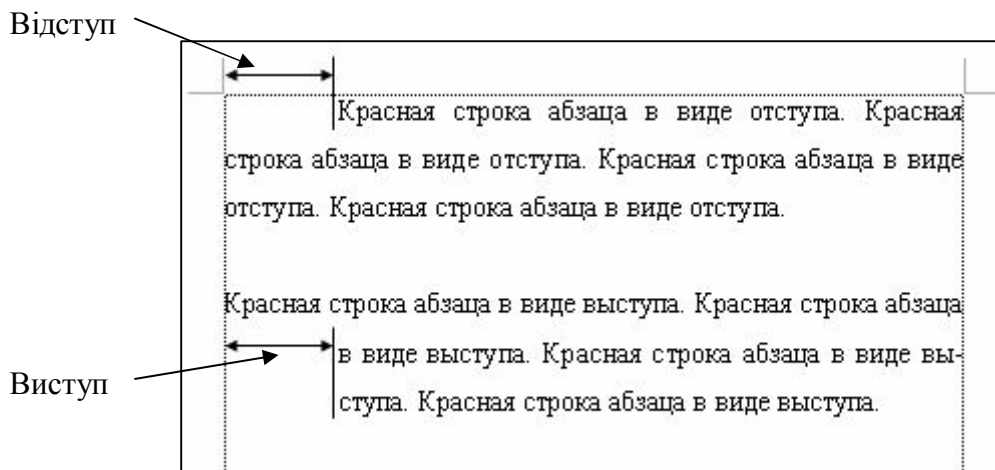 Відступ
Красная строка абзаца в виде отступа. Красная
строка абзаца в виде отступа. Красная строка абзаца в виде
отступа. Красная строка абзаца в виде отступа.
Красная строка абзаца в виде выступа. Красная строка абзаца
в виде выступа. Красная строка абзаца в виде вы-
ступа. Красная строка абзаца в виде выступа.
Виступ